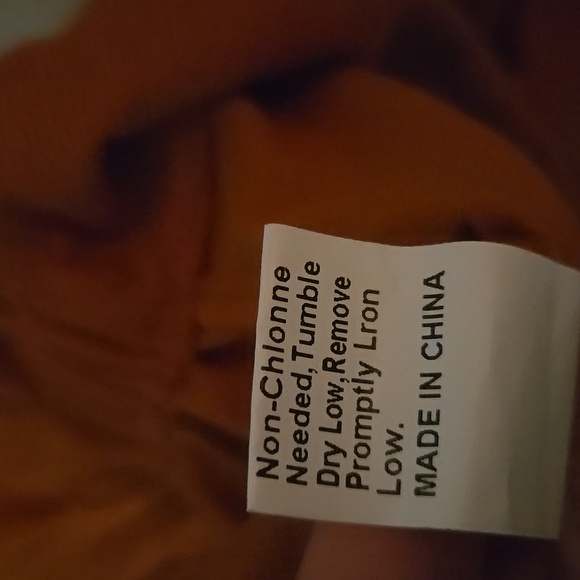 Non-Chlonne
Needed,Tumble
Dry Low,Remove
Promptly Lron
Low.
MADE IN CHINA